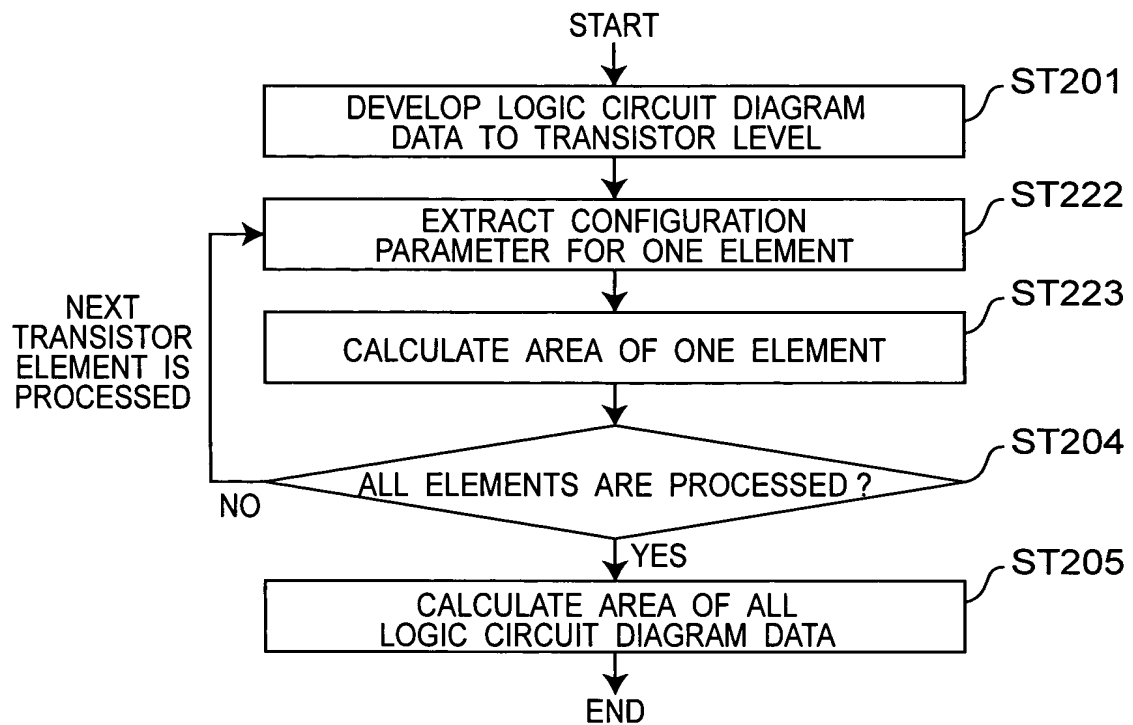 START
ST201
DEVELOP LOGIC CIRCUIT DIAGRAM
DATA TO TRANSISTOR LEVEL
ST222
EXTRACT CONFIGURATION
PARAMETER FOR ONE ELEMENT
ST223
CALCULATE AREA OF ONE ELEMENT
NEXT
TRANSISTOR
ELEMENT IS
PROCESSED
ST204
ALL ELEMENTS ARE PROCESSED?
NO
YES
ST205
CALCULATE AREA OF ALL
LOGIC CIRCUIT DIAGRAM DATA
END